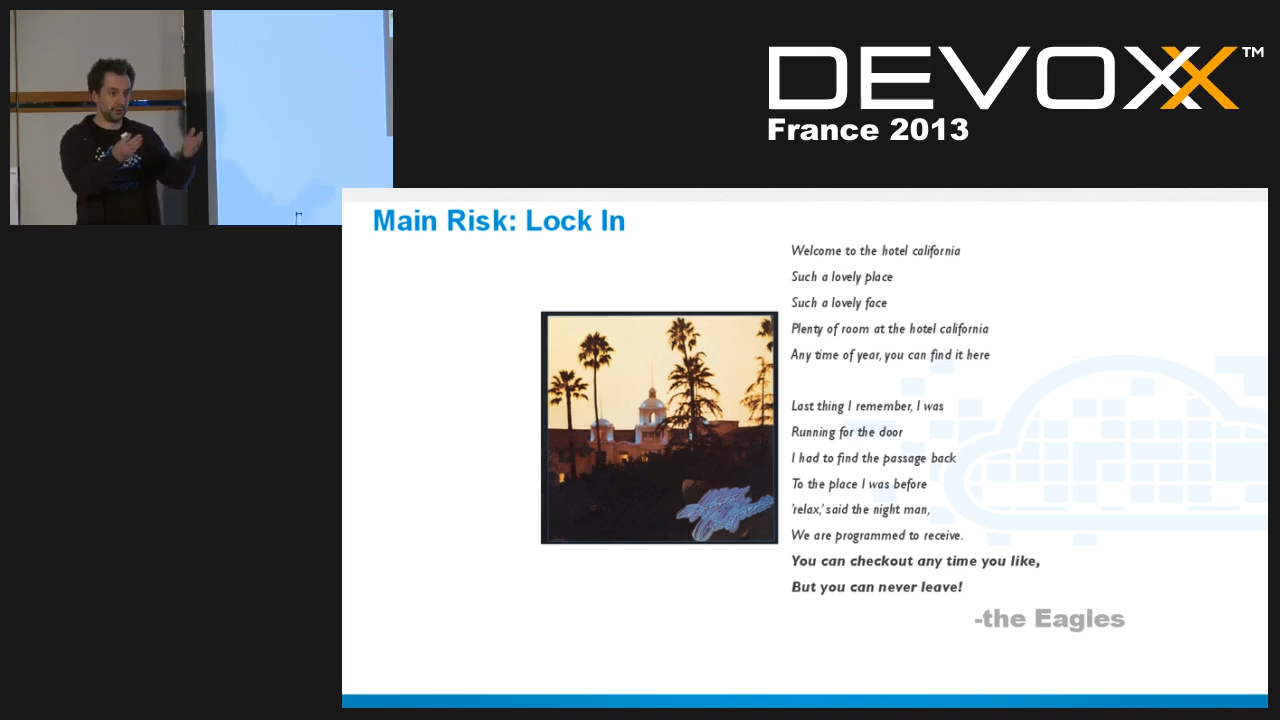 DEVOXX™
France 2013
Main Risk: Lock In
Welcome to the hotel california
Such a lovely place
Such a lovely face
Plenty of room at the hotel california
Any time of year, you can find it here
Last thing I remember, I was
Running for the door
I had to find the passage back
To the place I was before
'relax,' said the night man,
We are programmed to receive.
You can checkout any time you like,
But you can never leave!
-the Eagles
Hotel California